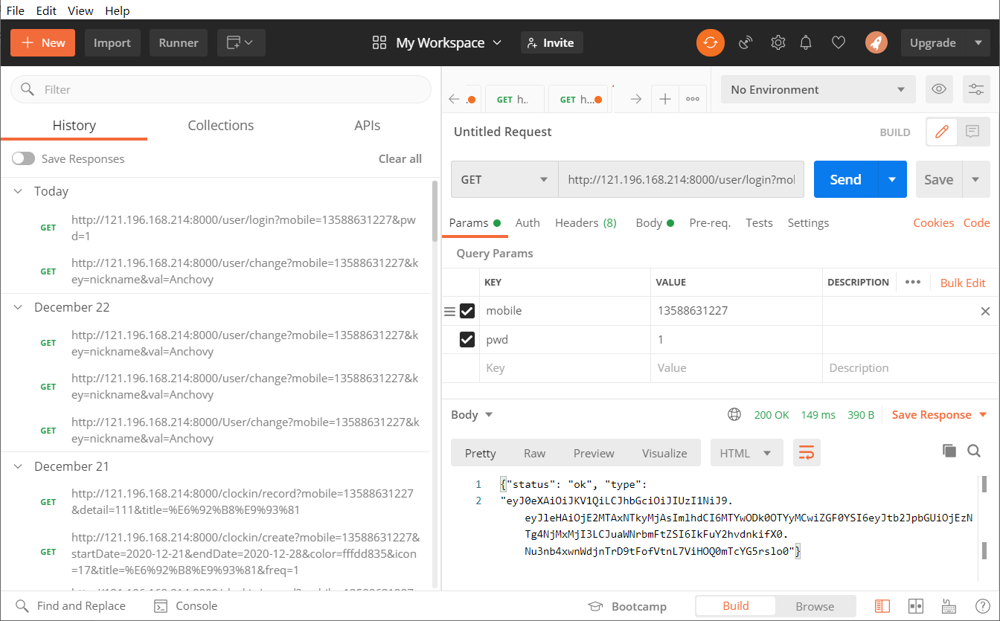 File Edit View Help
New Import Runner My Workspace Invite Upgrade
Filter
History Collections APIs
Save Responses Clear all
Today
GET http://121.196.168.214:8000/user/login?mobile=13588631227&pw
d=1
GET http://121.196.168.214:8000/user/change?mobile=13588631227&k
ey=nickname&val=Anchovy
December 22
GET http://121.196.168.214:8000/user/change?mobile=13588631227&k
ey=nickname&val=Anchovy
GET http://121.196.168.214:8000/user/change?mobile=13588631227&k
ey=nickname&val=Anchovy
GET http://121.196.168.214:8000/User/change?mobile=13588631227&k
ey=nickname&val=Anchovy
December 21
GET http://121.196.168.214:8000/clockin/record?mobile=13588631227
&detail=111&title=%E6%92%B8%E9%93%81
GET http://121.196.168.214:8000/clockin/create?mobile=13588631227&
startDate=2020-12-21&endDate=2020-12-28&color=fffdd835&icon
=17&title=%E6%92%B8%E9%93%81&freq=1
GET h.. GET h... No Environment
Untitled Request BUILD
GET http://121.196.168.214:8000/user/login?mol Send Save
Params Auth Headers (8) Body Pre-req. Tests Settings Cookies Code
Query Params
KEY VALUE DESCRIPTION Bulk Edit
mobile 13588631227
pwd 1
Key Value Description
Body 200 OK 149 ms 390 B Save Response
Pretty Raw Preview Visualize HTML
1 {"status": "ok", "type":
2 "eyJ0eXAiOiJKV1QiLCJhbGciOiJIUzI1NiJ9.
eyJleHAiOjE2MTAxNTkyMjAsImlhdCI6MTYwODk0OTYyMCwiZGF0YSI6eyJtb2JpbGUiOjEzN
Tg4NjMxMjI3LCJuaWNrbmFtZSI6IkFuY2hvdnkifX0.
Nu3nb4xwnWdjnTrD9tFofVtnL7ViHOQ0mTcYG5rslo0"}
Find and Replace Console Bootcamp Build Browse